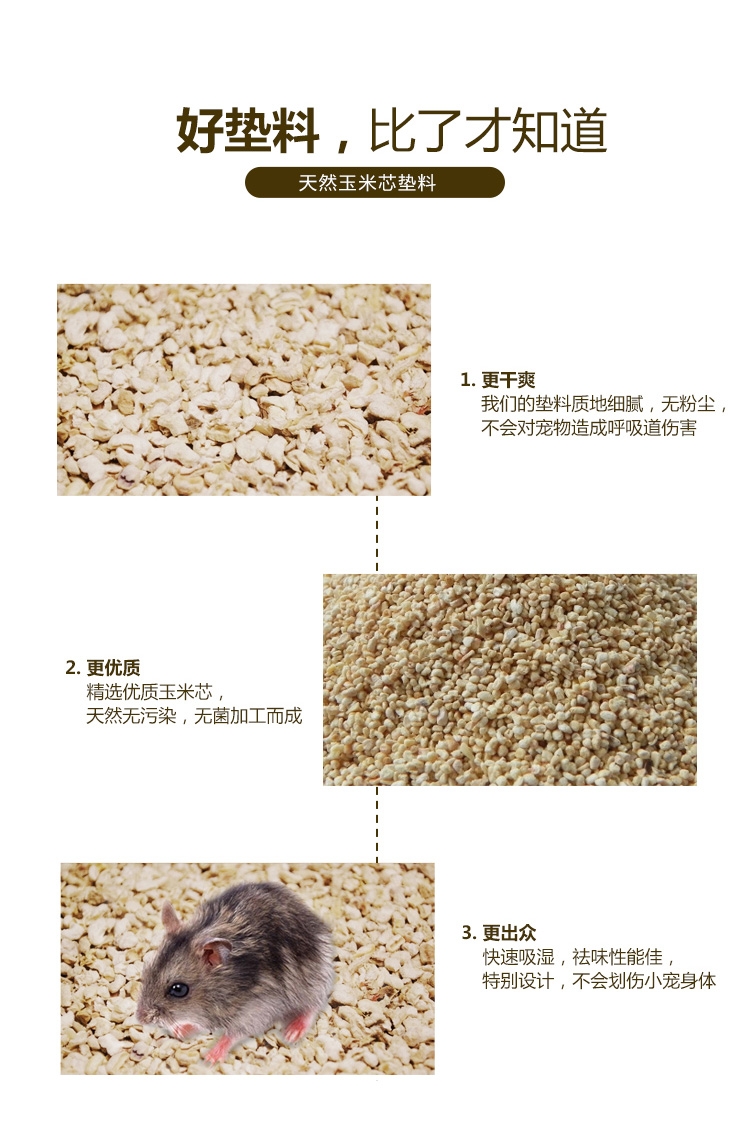 好垫料，比了才知道
天然玉米芯垫料
1. 更干爽
我们的垫料质地细腻，无粉尘，
不会对宠物造成呼吸道伤害
2. 更优质
精选优质玉米芯，
天然无污染，无菌加工而成
3. 更出众
快速吸湿，祛味性能佳，
特别设计，不会划伤小宠身体